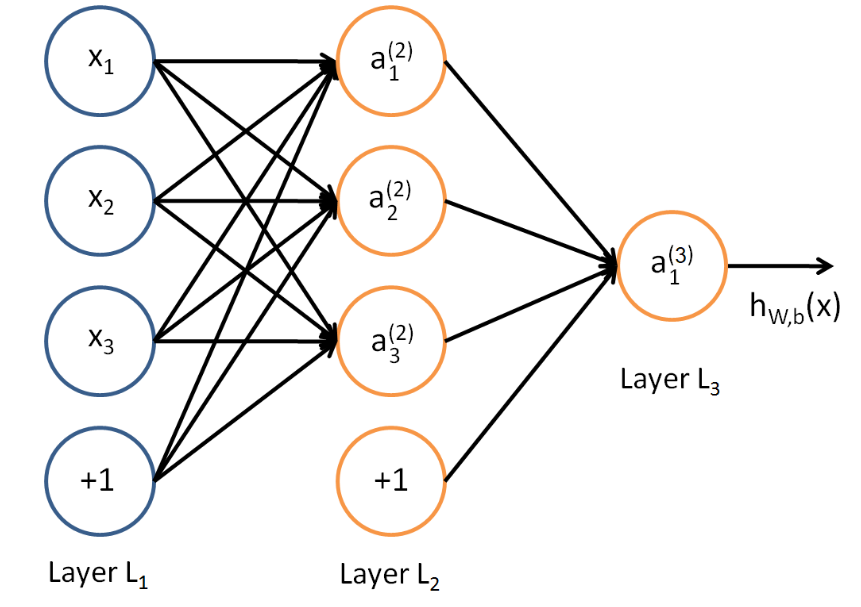 x₁
x₂
x₃
+1
Layer L₁
a₁⁽²⁾
a₂⁽²⁾
a₃⁽²⁾
+1
Layer L₂
a₁⁽³⁾
Layer L₃
h_{W,b}(x)